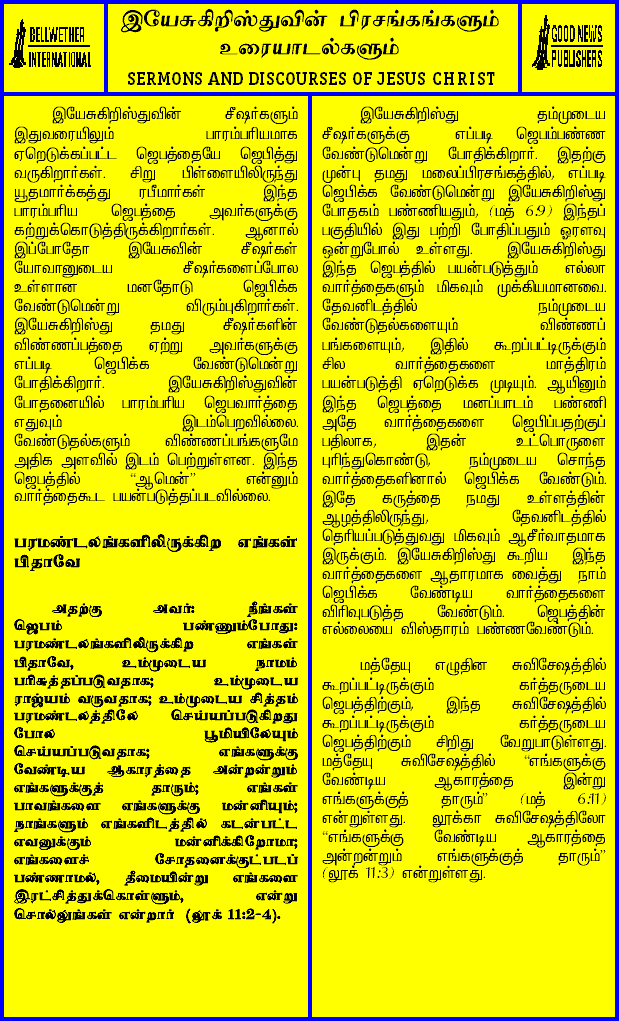 BELLWETHER
INTERNATIONAL
இயேசுகிறிஸ்துவின் பிரசங்கங்களும்
உரையாடல்களும்
SERMONS AND DISCOURSES OF JESUS CHRIST
GOOD NEWS
PUBLISHERS
இயேசுகிறிஸ்துவின் சீஷர்களும்
இதுவரையிலும் பாரம்பரியமாக
ஏறெடுக்கப்பட்ட ஜெபத்தையே ஜெபித்து
வருகிறார்கள். சிறு பிள்ளையிலிருந்து
யூதமார்க்கத்து ரபீமார்கள் இந்த
பாரம்பரிய ஜெபத்தை அவர்களுக்கு
கற்றுக்கொடுத்திருக்கிறார்கள். ஆனால்
இப்போதோ இயேசுவின் சீஷர்கள்
யோவானுடைய சீஷர்களைப்போல
உள்ளான மனதோடு ஜெபிக்க
வேண்டுமென்று விரும்புகிறார்கள்.
இயேசுகிறிஸ்து தமது சீஷர்களின்
விண்ணப்பத்தை ஏற்று அவர்களுக்கு
எப்படி ஜெபிக்க வேண்டுமென்று
போதிக்கிறார். இயேசுகிறிஸ்துவின்
போதனையில் பாரம்பரிய ஜெபவார்த்தை
எதுவும் இடம்பெறவில்லை.
வேண்டுதல்களும் விண்ணப்பங்களுமே
அதிக அளவில் இடம் பெற்றுள்ளன. இந்த
ஜெபத்தில் “ஆமென்” என்னும்
வார்த்தைகூட பயன்படுத்தப்படவில்லை.
பரமண்டலங்களிலிருக்கிற எங்கள்
பிதாவே
அதற்கு அவர்: நீங்கள்
ஜெபம் பண்ணும்போது:
பரமண்டலங்களிலிருக்கிற எங்கள்
பிதாவே, உம்முடைய நாமம்
பரிசுத்தப்படுவதாக; உம்முடைய
ராஜ்யம் வருவதாக; உம்முடைய சித்தம்
பரமண்டலத்திலே செய்யப்படுகிறது
போல பூமியிலேயும்
செய்யப்படுவதாக; எங்களுக்கு
வேண்டிய ஆகாரத்தை அன்றன்றும்
எங்களுக்குத் தாரும்; எங்கள்
பாவங்களை எங்களுக்கு மன்னியும்;
நாங்களும் எங்களிடத்தில் கடன்பட்ட
எவனுக்கும் மன்னிக்கிறோமா;
எங்களைச் சோதனைக்குட்படப்
பண்ணாமல், தீமையினின்று எங்களை
இரட்சித்துக்கொள்ளும், என்று
சொல்லுங்கள் என்றார் (லூக் 11:2-4).
இயேசுகிறிஸ்து தம்முடைய
சீஷர்களுக்கு எப்படி ஜெபம்பண்ண
வேண்டுமென்று போதிக்கிறார். இதற்கு
முன்பு தமது மலைப்பிரசங்கத்தில், எப்படி
ஜெபிக்க வேண்டுமென்று இயேசுகிறிஸ்து
போதகம் பண்ணியதும், (மத் 6:9) இந்தப்
பகுதியில் இது பற்றி போதிப்பதும் ஓரளவு
ஒன்றுபோல் உள்ளது. இயேசுகிறிஸ்து
இந்த ஜெபத்தில் பயன்படுத்தும் எல்லா
வார்த்தைகளும் மிகவும் முக்கியமானவை.
தேவனிடத்தில் நம்முடைய
வேண்டுதல்களையும் விண்ணப்
பங்களையும், இதில் கூறப்பட்டிருக்கும்
சில வார்த்தைகளை மாத்திரம்
பயன்படுத்தி ஏறெடுக்க முடியும். ஆயினும்
இந்த ஜெபத்தை மனப்பாடம் பண்ணி
அதே வார்த்தைகளை ஜெபிப்பதற்குப்
பதிலாக, இதன் உட்பொருளை
புரிந்துகொண்டு, நம்முடைய சொந்த
வார்த்தைகளினால் ஜெபிக்க வேண்டும்.
இதே கருத்தை நமது உள்ளத்தின்
ஆழத்திலிருந்து, தேவனிடத்தில்
தெரியப்படுத்துவது மிகவும் ஆசீர்வாதமாக
இருக்கும். இயேசுகிறிஸ்து கூறிய இந்த
வார்த்தைகளை ஆதாரமாக வைத்து நாம்
ஜெபிக்க வேண்டிய வார்த்தைகளை
விரிவுபடுத்த வேண்டும். ஜெபத்தின்
எல்லையை விஸ்தாரம் பண்ணவேண்டும்.
மத்தேயு எழுதின சுவிசேஷத்தில்
கூறப்பட்டிருக்கும் கர்த்தருடைய
ஜெபத்திற்கும், இந்த சுவிசேஷத்தில்
கூறப்பட்டிருக்கும் கர்த்தருடைய
ஜெபத்திற்கும் சிறிது வேறுபாடுள்ளது.
மத்தேயு சுவிசேஷத்தில் “எங்களுக்கு
வேண்டிய ஆகாரத்தை இன்று
எங்களுக்குத் தாரும்” (மத் 6:11)
என்றுள்ளது. லூக்கா சுவிசேஷத்திலோ
“எங்களுக்கு வேண்டிய ஆகாரத்தை
அன்றன்றும் எங்களுக்குத் தாரும்”
(லூக் 11:3) என்றுள்ளது.